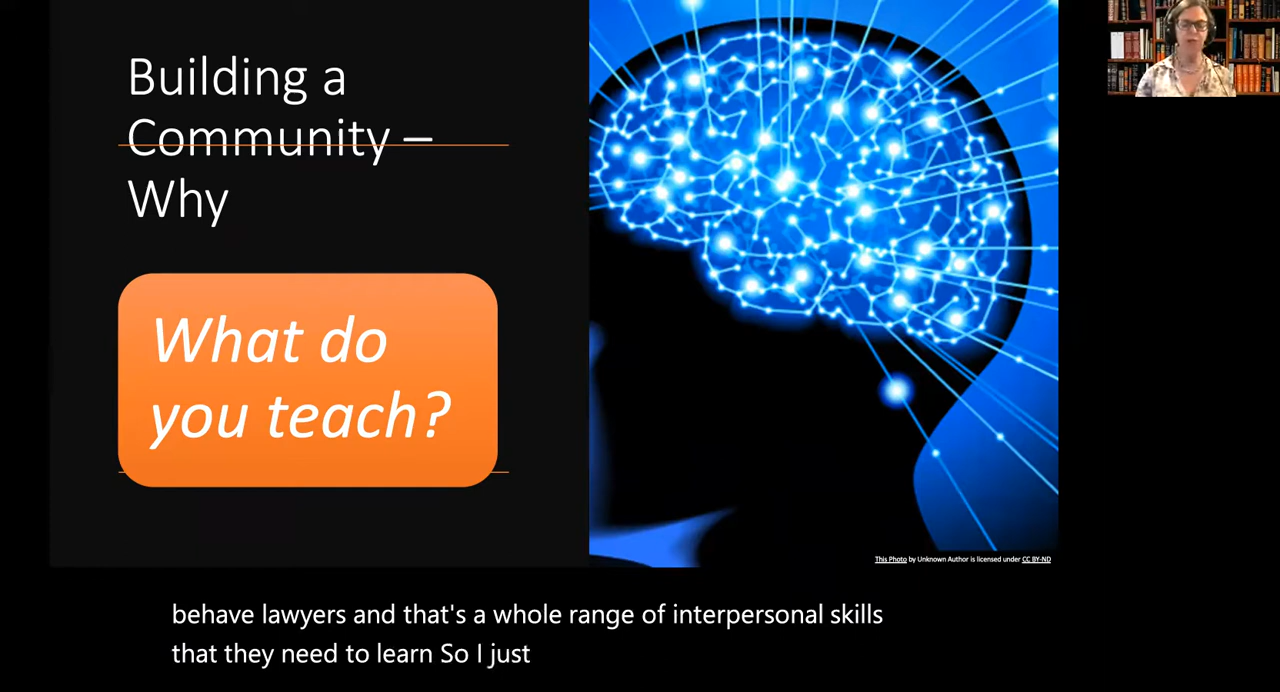 Building a
Community –
Why
What do
you teach?
This Photo by Unknown Author is licensed under CC BY-ND
behave lawyers and that's a whole range of interpersonal skills
that they need to learn So I just